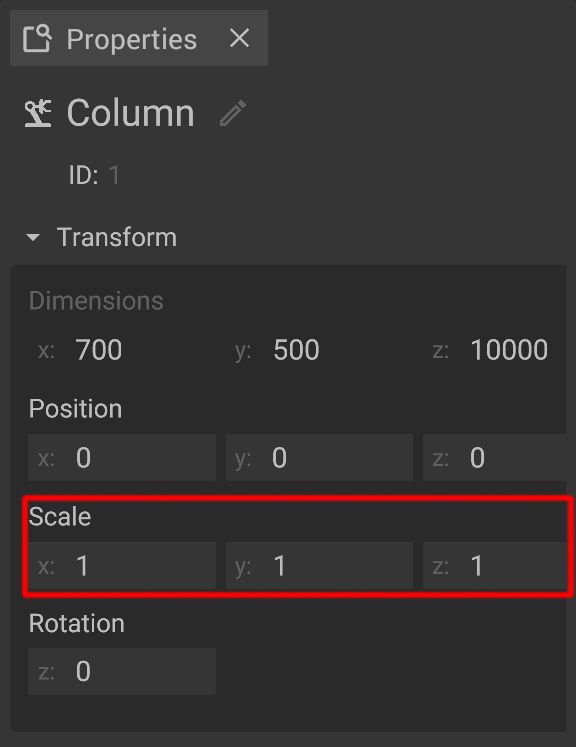 Properties
Column
ID: 1
Transform
Dimensions
x: 700 y: 500 z: 10000
Position
x: 0 y: 0 z: 0
Scale
x: 1 y: 1 z: 1
Rotation
z: 0